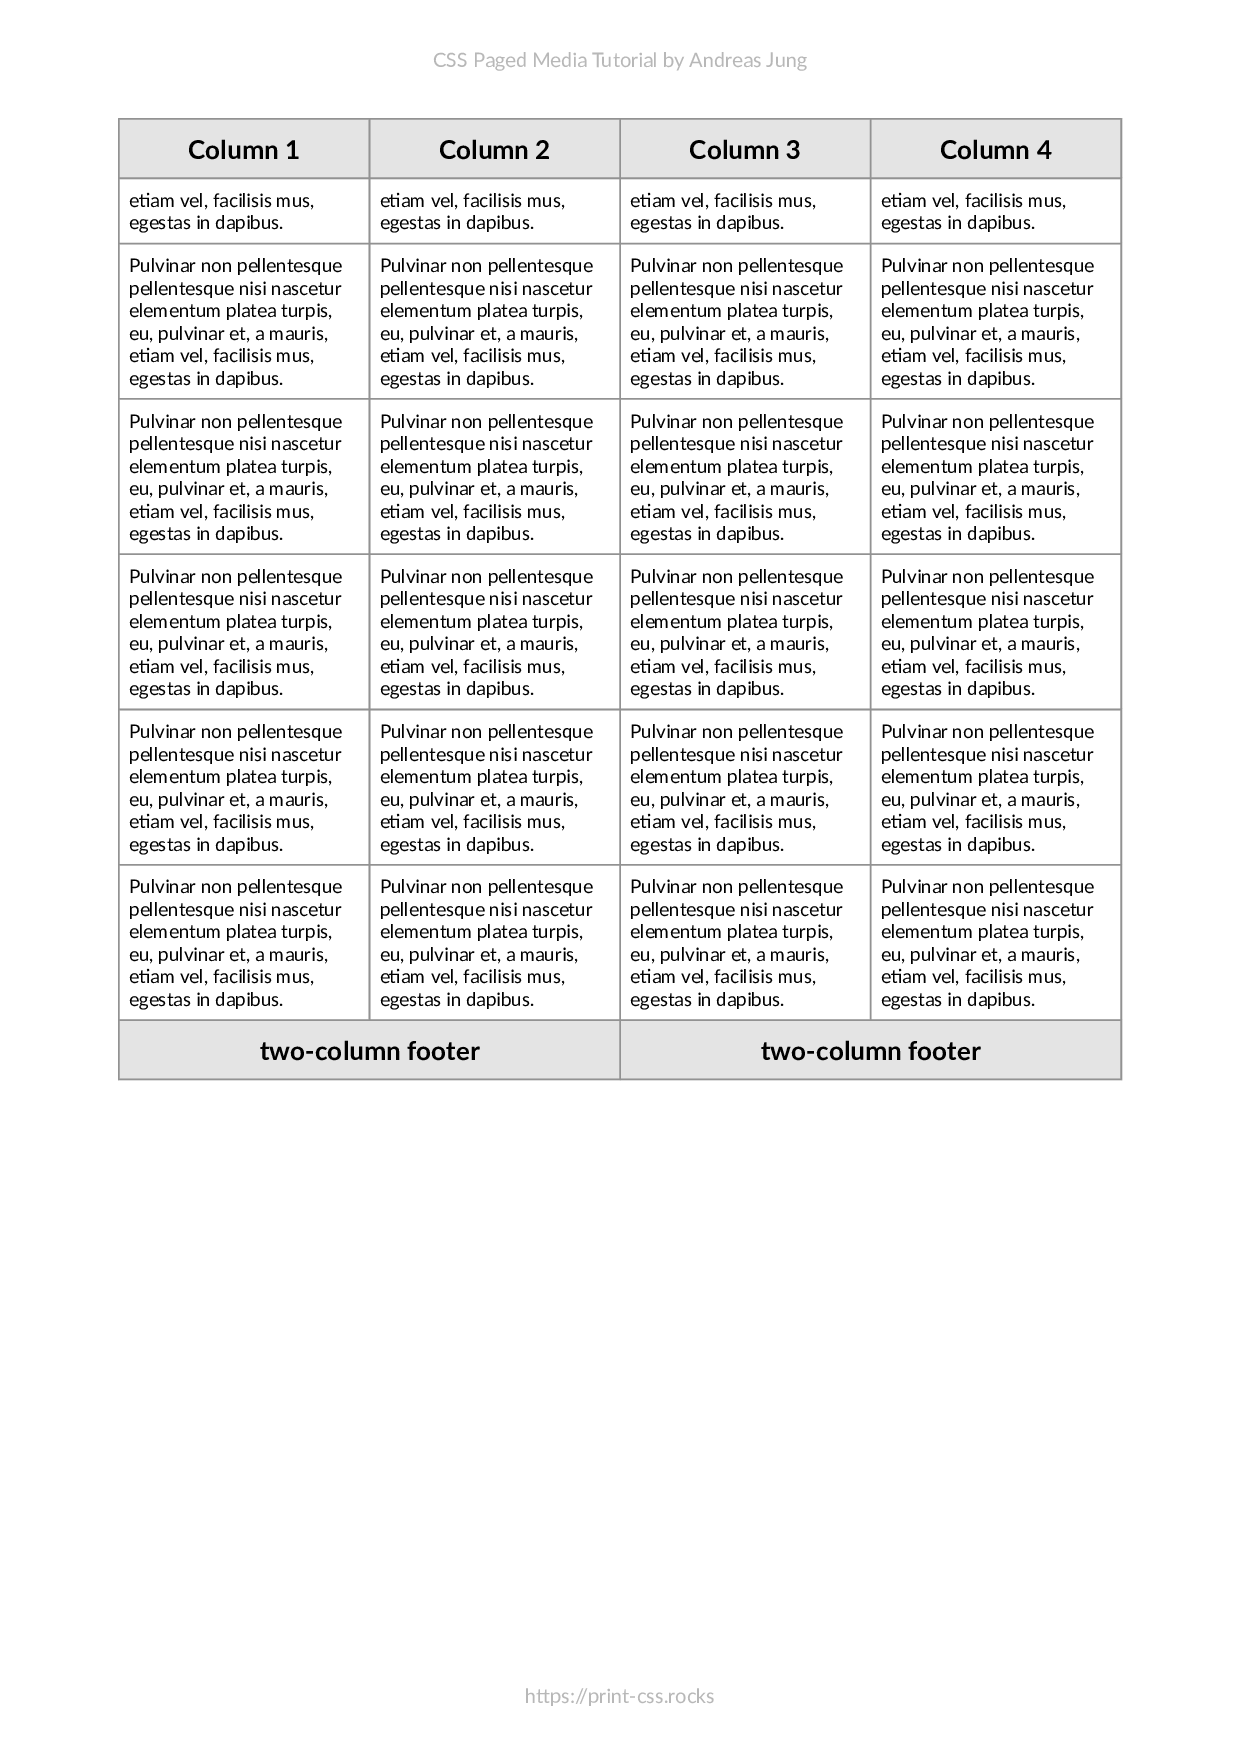 CSS Paged Media Tutorial by Andreas Jung
Column 1 Column 2 Column 3 Column 4
etiam vel, facilisis mus, etiam vel, facilisis mus, etiam vel, facilisis mus, etiam vel, facilisis mus,
egestas in dapibus. egestas in dapibus. egestas in dapibus. egestas in dapibus.
Pulvinar non pellentesque Pulvinar non pellentesque Pulvinar non pellentesque Pulvinar non pellentesque
pellentesque nisi nascetur pellentesque nisi nascetur pellentesque nisi nascetur pellentesque nisi nascetur
elementum platea turpis, elementum platea turpis, elementum platea turpis, elementum platea turpis,
eu, pulvinar et, a mauris, eu, pulvinar et, a mauris, eu, pulvinar et, a mauris, eu, pulvinar et, a mauris,
etiam vel, facilisis mus, etiam vel, facilisis mus, etiam vel, facilisis mus, etiam vel, facilisis mus,
egestas in dapibus. egestas in dapibus. egestas in dapibus. egestas in dapibus.
Pulvinar non pellentesque Pulvinar non pellentesque Pulvinar non pellentesque Pulvinar non pellentesque
pellentesque nisi nascetur pellentesque nisi nascetur pellentesque nisi nascetur pellentesque nisi nascetur
elementum platea turpis, elementum platea turpis, elementum platea turpis, elementum platea turpis,
eu, pulvinar et, a mauris, eu, pulvinar et, a mauris, eu, pulvinar et, a mauris, eu, pulvinar et, a mauris,
etiam vel, facilisis mus, etiam vel, facilisis mus, etiam vel, facilisis mus, etiam vel, facilisis mus,
egestas in dapibus. egestas in dapibus. egestas in dapibus. egestas in dapibus.
Pulvinar non pellentesque Pulvinar non pellentesque Pulvinar non pellentesque Pulvinar non pellentesque
pellentesque nisi nascetur pellentesque nisi nascetur pellentesque nisi nascetur pellentesque nisi nascetur
elementum platea turpis, elementum platea turpis, elementum platea turpis, elementum platea turpis,
eu, pulvinar et, a mauris, eu, pulvinar et, a mauris, eu, pulvinar et, a mauris, eu, pulvinar et, a mauris,
etiam vel, facilisis mus, etiam vel, facilisis mus, etiam vel, facilisis mus, etiam vel, facilisis mus,
egestas in dapibus. egestas in dapibus. egestas in dapibus. egestas in dapibus.
Pulvinar non pellentesque Pulvinar non pellentesque Pulvinar non pellentesque Pulvinar non pellentesque
pellentesque nisi nascetur pellentesque nisi nascetur pellentesque nisi nascetur pellentesque nisi nascetur
elementum platea turpis, elementum platea turpis, elementum platea turpis, elementum platea turpis,
eu, pulvinar et, a mauris, eu, pulvinar et, a mauris, eu, pulvinar et, a mauris, eu, pulvinar et, a mauris,
etiam vel, facilisis mus, etiam vel, facilisis mus, etiam vel, facilisis mus, etiam vel, facilisis mus,
egestas in dapibus. egestas in dapibus. egestas in dapibus. egestas in dapibus.
Pulvinar non pellentesque Pulvinar non pellentesque Pulvinar non pellentesque Pulvinar non pellentesque
pellentesque nisi nascetur pellentesque nisi nascetur pellentesque nisi nascetur pellentesque nisi nascetur
elementum platea turpis, elementum platea turpis, elementum platea turpis, elementum platea turpis,
eu, pulvinar et, a mauris, eu, pulvinar et, a mauris, eu, pulvinar et, a mauris, eu, pulvinar et, a mauris,
etiam vel, facilisis mus, etiam vel, facilisis mus, etiam vel, facilisis mus, etiam vel, facilisis mus,
egestas in dapibus. egestas in dapibus. egestas in dapibus. egestas in dapibus.
two-column footer two-column footer
https://print-css.rocks